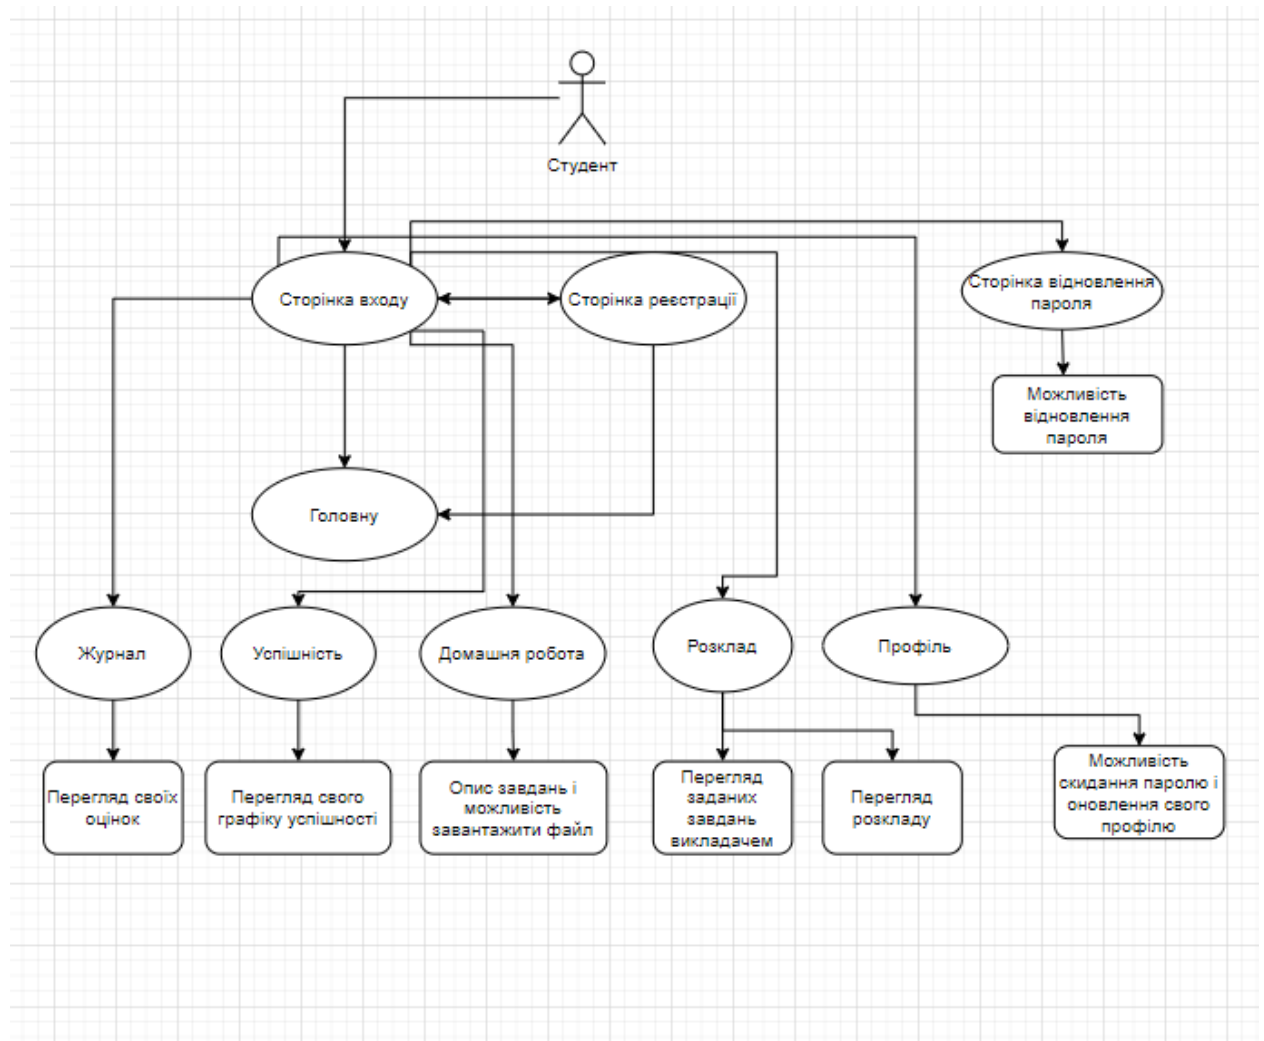 Студент
Сторінка входу
Сторінка реєстрації
Сторінка відновлення
пароля
Можливість
відновлення
пароля
Головну
Журнал
Успішність
Домашня робота
Розклад
Профіль
Перегляд своїх
оцінок
Перегляд свого
графіку успішності
Опис завдань і
можливість
завантажити файл
Перегляд
заданих
завдань
викладачем
Перегляд
розкладу
Можливість
скидання паролю і
оновлення свого
профілю